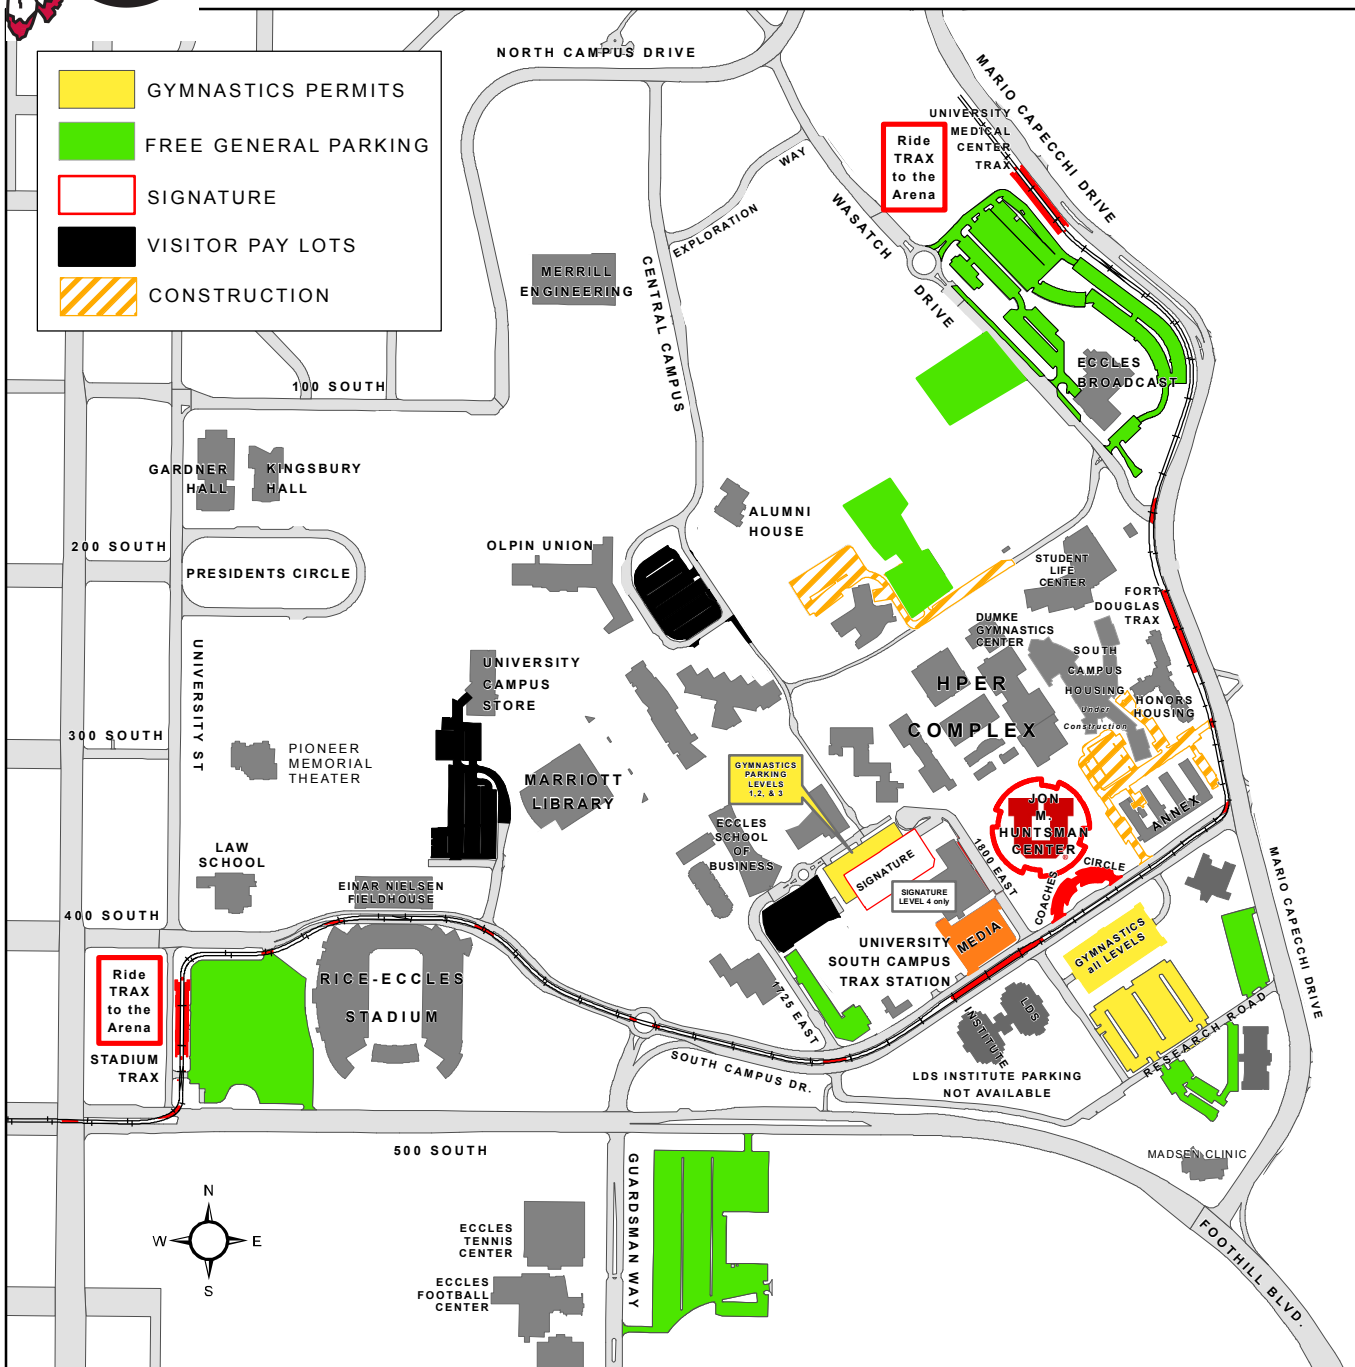 GYMNASTICS PERMITS
FREE GENERAL PARKING
SIGNATURE
VISITOR PAY LOTS
CONSTRUCTION
NORTH CAMPUS DRIVE
MARIO CAPECCHI DRIVE
UNIVERSITY
MEDICAL
CENTER
TRAX
Ride
TRAX
to the
Arena
EXPLORATION
WAY
WASATCH
DRIVE
CENTRAL CAMPUS
MERRILL
ENGINEERING
ECCLES
BROADCAST
100 SOUTH
GARDNER
HALL
KINGSBURY
HALL
ALUMNI
HOUSE
OLPIN UNION
200 SOUTH
PRESIDENTS CIRCLE
STUDENT
LIFE
CENTER
FORT
DOUGLAS
TRAX
DUMKE
GYMNASTICS
CENTER
SOUTH
CAMPUS
HOUSING
Under
Construction
HONORS
HOUSING
HPER
COMPLEX
UNIVERSITY ST
UNIVERSITY
CAMPUS
STORE
300 SOUTH
PIONEER
MEMORIAL
THEATER
MARRIOTT
LIBRARY
GYMNASTICS
PARKING
LEVELS
1,2, & 3
JON
M.
HUNTSMAN
CENTER
®
ANNEX
ECCLES
SCHOOL
OF
BUSINESS
SIGNATURE
SIGNATURE
LEVEL 4 only
1800 EAST
COACHES
CIRCLE
MARIO CAPECCHI DRIVE
LAW
SCHOOL
EINAR NIELSEN
FIELDHOUSE
400 SOUTH
MEDIA
GYMNASTICS
all LEVELS
UNIVERSITY
SOUTH CAMPUS
TRAX STATION
Ride
TRAX
to the
Arena
STADIUM
TRAX
RICE-ECCLES
STADIUM
1725 EAST
LDS
INSTITUTE
RESEARCH ROAD
SOUTH CAMPUS DR.
LDS INSTITUTE PARKING
NOT AVAILABLE
500 SOUTH
MADSEN CLINIC
GUARDSMAN WAY
N
W
E
S
ECCLES
TENNIS
CENTER
ECCLES
FOOTBALL
CENTER
FOOTHILL BLVD.